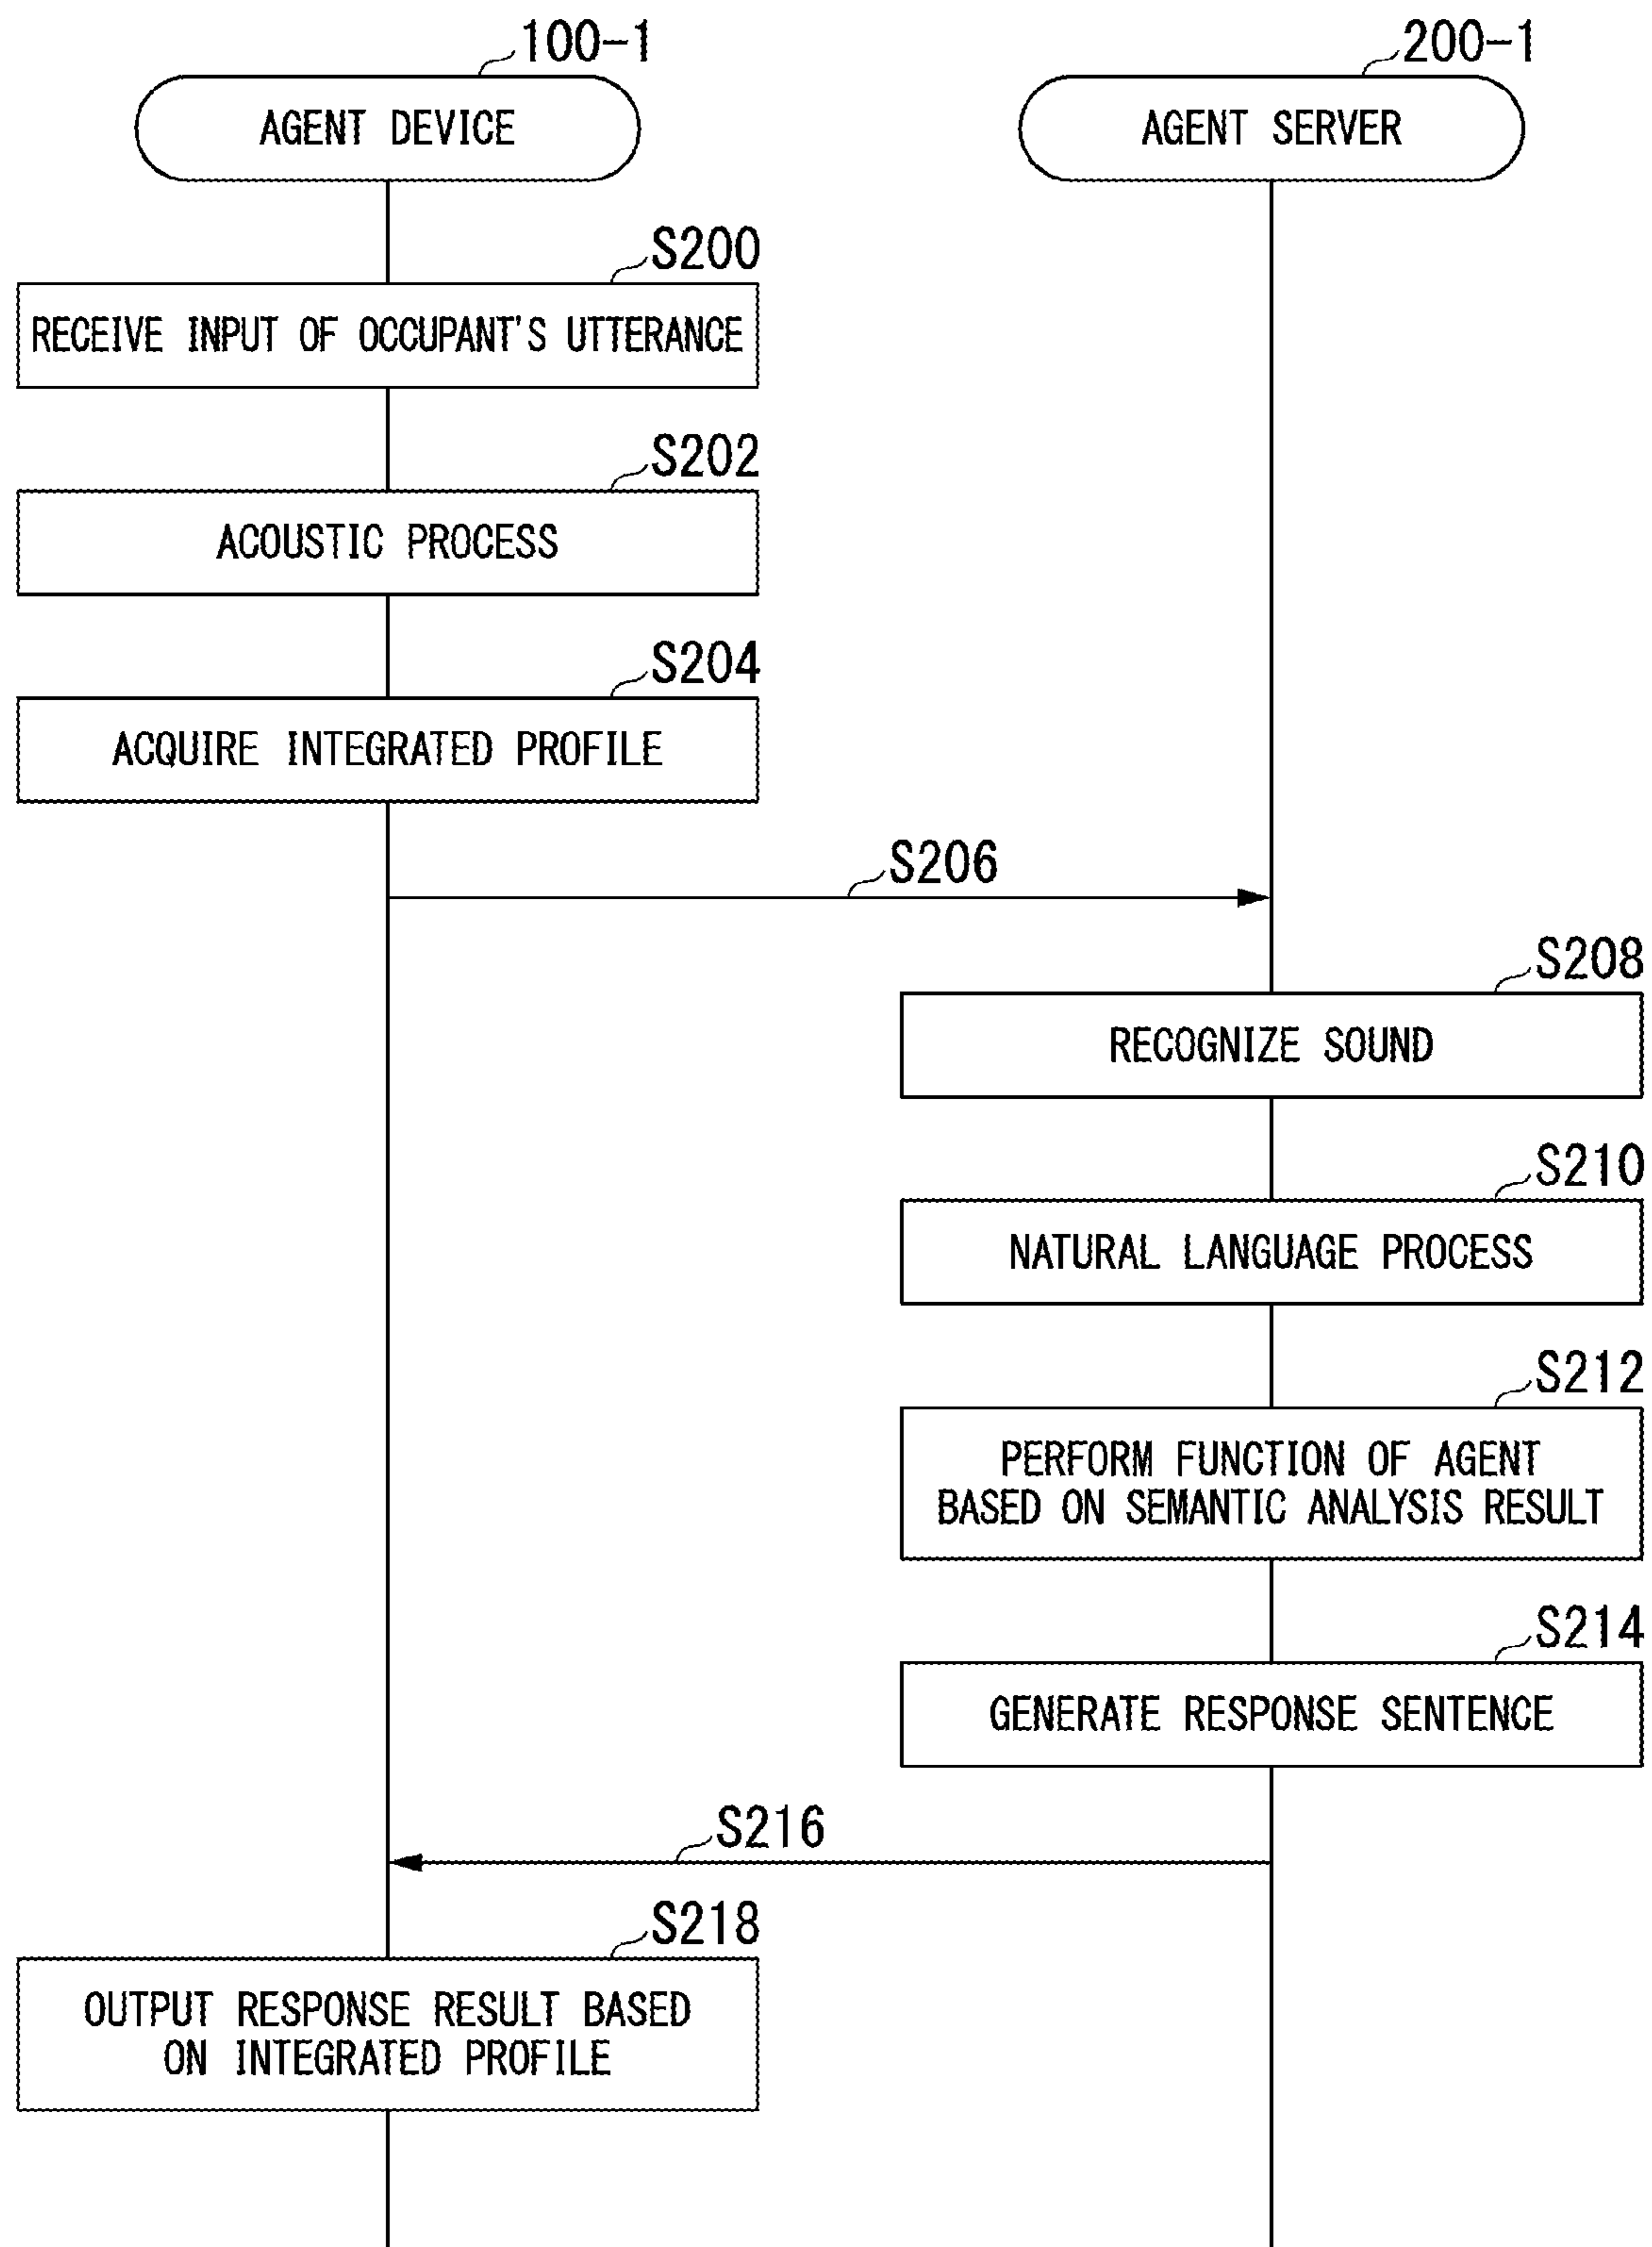 100-1
200-1
AGENT DEVICE
AGENT SERVER
S200
RECEIVE INPUT OF OCCUPANT'S UTTERANCE
S202
ACOUSTIC PROCESS
S204
ACQUIRE INTEGRATED PROFILE
S206
S208
RECOGNIZE SOUND
S210
NATURAL LANGUAGE PROCESS
S212
PERFORM FUNCTION OF AGENT
BASED ON SEMANTIC ANALYSIS RESULT
S214
GENERATE RESPONSE SENTENCE
S216
S218
OUTPUT RESPONSE RESULT BASED
ON INTEGRATED PROFILE